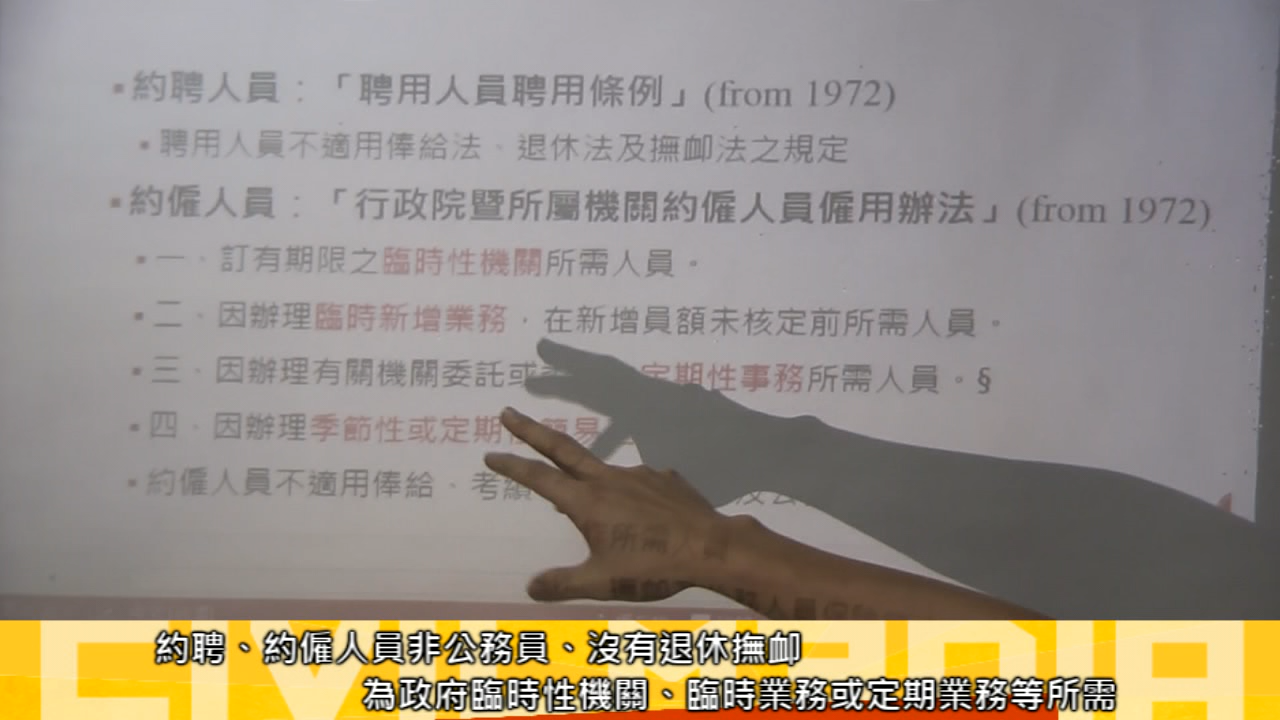 ▪約聘人員：「聘用人員聘用條例」(from 1972)
▪聘用人員不適用俸給法、退休法及撫卹法之規定
▪約僱人員：「行政院暨所屬機關約僱人員僱用辦法」(from 1972)
▪一、訂有期限之臨時性機關所需人員。
▪二、因辦理臨時新增業務，在新增員額未核定前所需人員。
▪三、因辦理有關機關委託或 定期性事務所需人員。§
▪四、因辦理季節性或定期 簡易
▪約僱人員不適用俸給、考績
所需人員
約聘、約僱人員非公務員、沒有退休撫卹
為政府臨時性機關、臨時業務或定期業務等所需